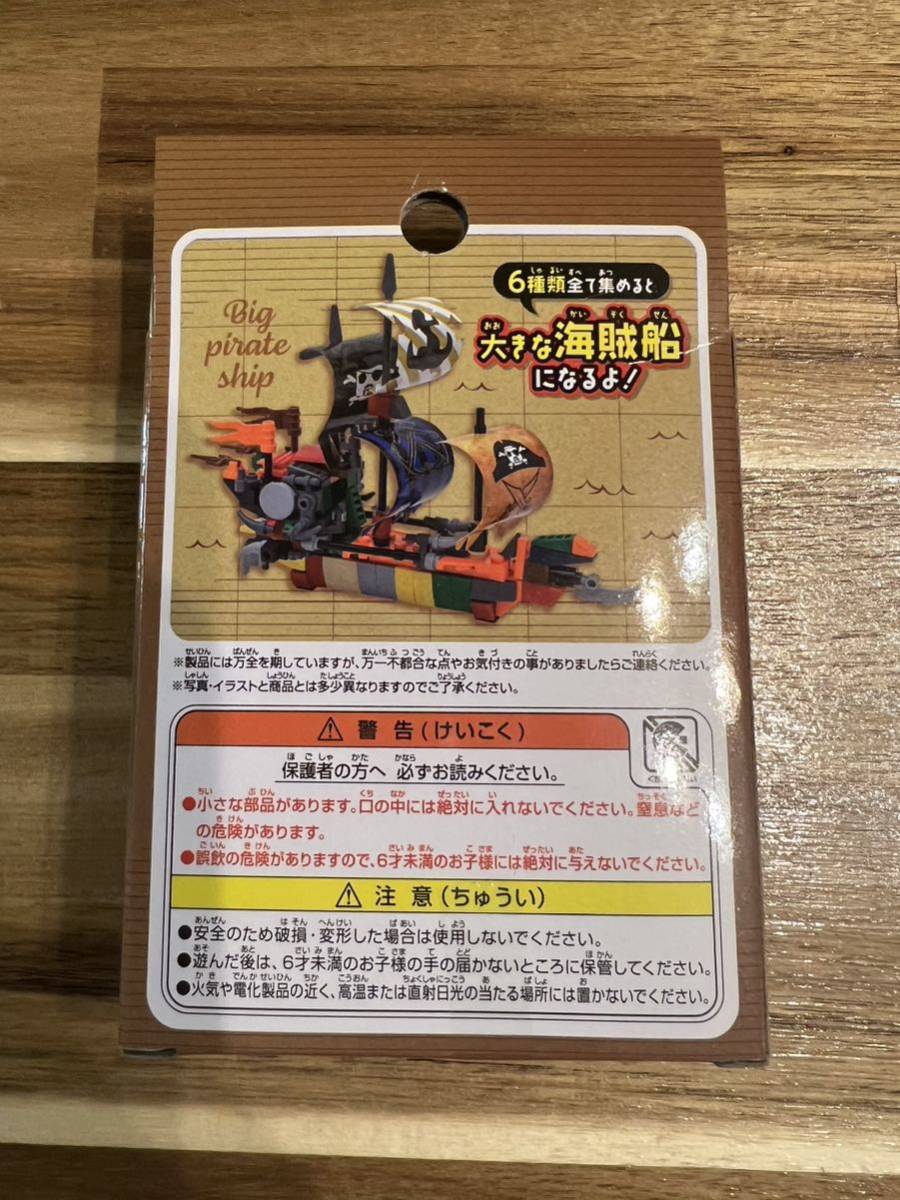 Big
pirate
ship
6種類全て集めると
大きな海賊船
になるよ!
※製品には万全を期していますが、万一不都合な点やお気付きの事がありましたらご連絡ください。
※写真・イラストと商品とは多少異なりますのでご了承ください。
⚠ 警告(けいこく)
保護者の方へ 必ずお読みください。
●小さな部品があります。口の中には絶対に入れないでください。窒息など
の危険があります。
●誤飲の危険がありますので、6才未満のお子様には絶対に与えないでください。
⚠ 注意(ちゅうい)
●安全のため破損・変形した場合は使用しないでください。
●遊んだ後は、6才未満のお子様の手の届かないところに保管してください。
●火気や電化製品の近く、高温または直射日光の当たる場所には置かないでください。